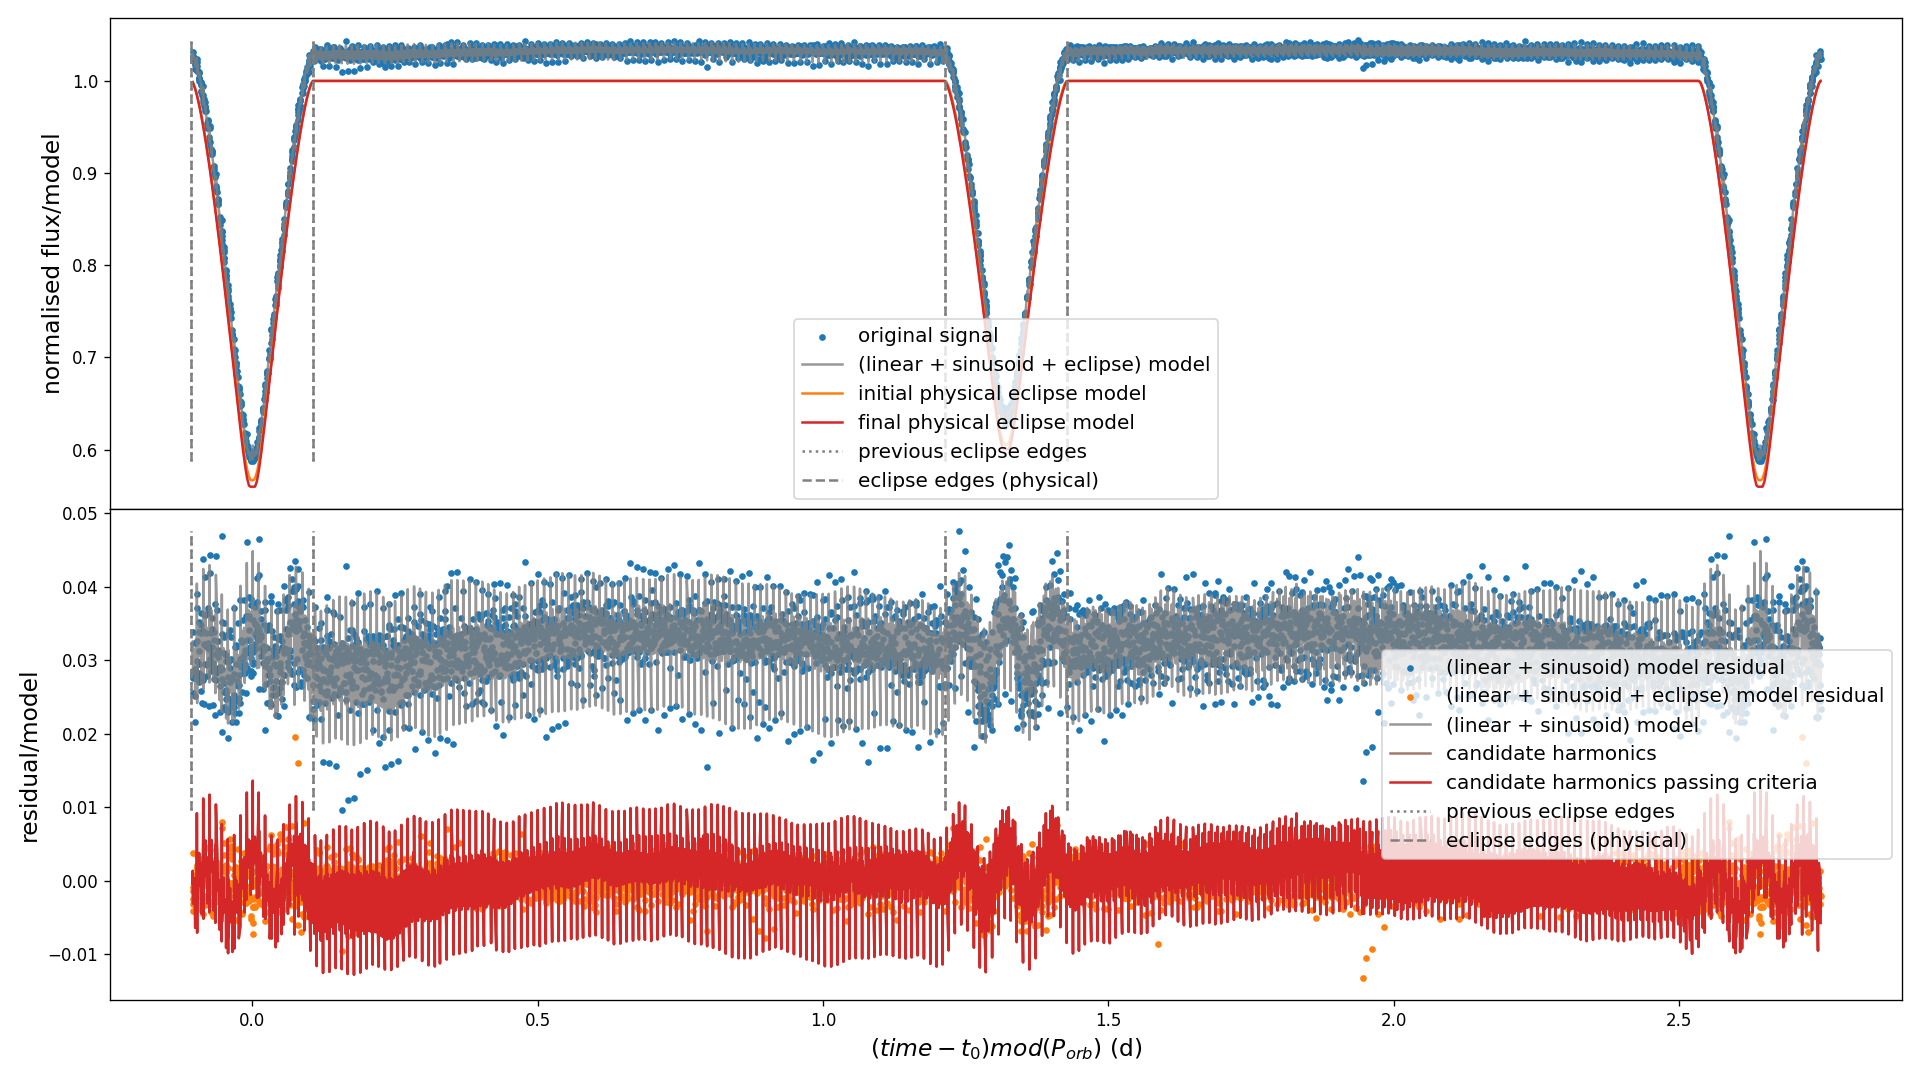 normalised flux/model
1.0
0.9
0.8
0.7
0.6
original signal
(linear + sinusoid + eclipse) model
initial physical eclipse model
final physical eclipse model
previous eclipse edges
eclipse edges (physical)
residual/model
0.05
0.04
0.03
0.02
0.01
0.00
−0.01
(linear + sinusoid) model residual
(linear + sinusoid + eclipse) model residual
(linear + sinusoid) model
candidate harmonics
candidate harmonics passing criteria
previous eclipse edges
eclipse edges (physical)
0.0 0.5 1.0 1.5 2.0 2.5
(time − t₀)mod(P_orb) (d)